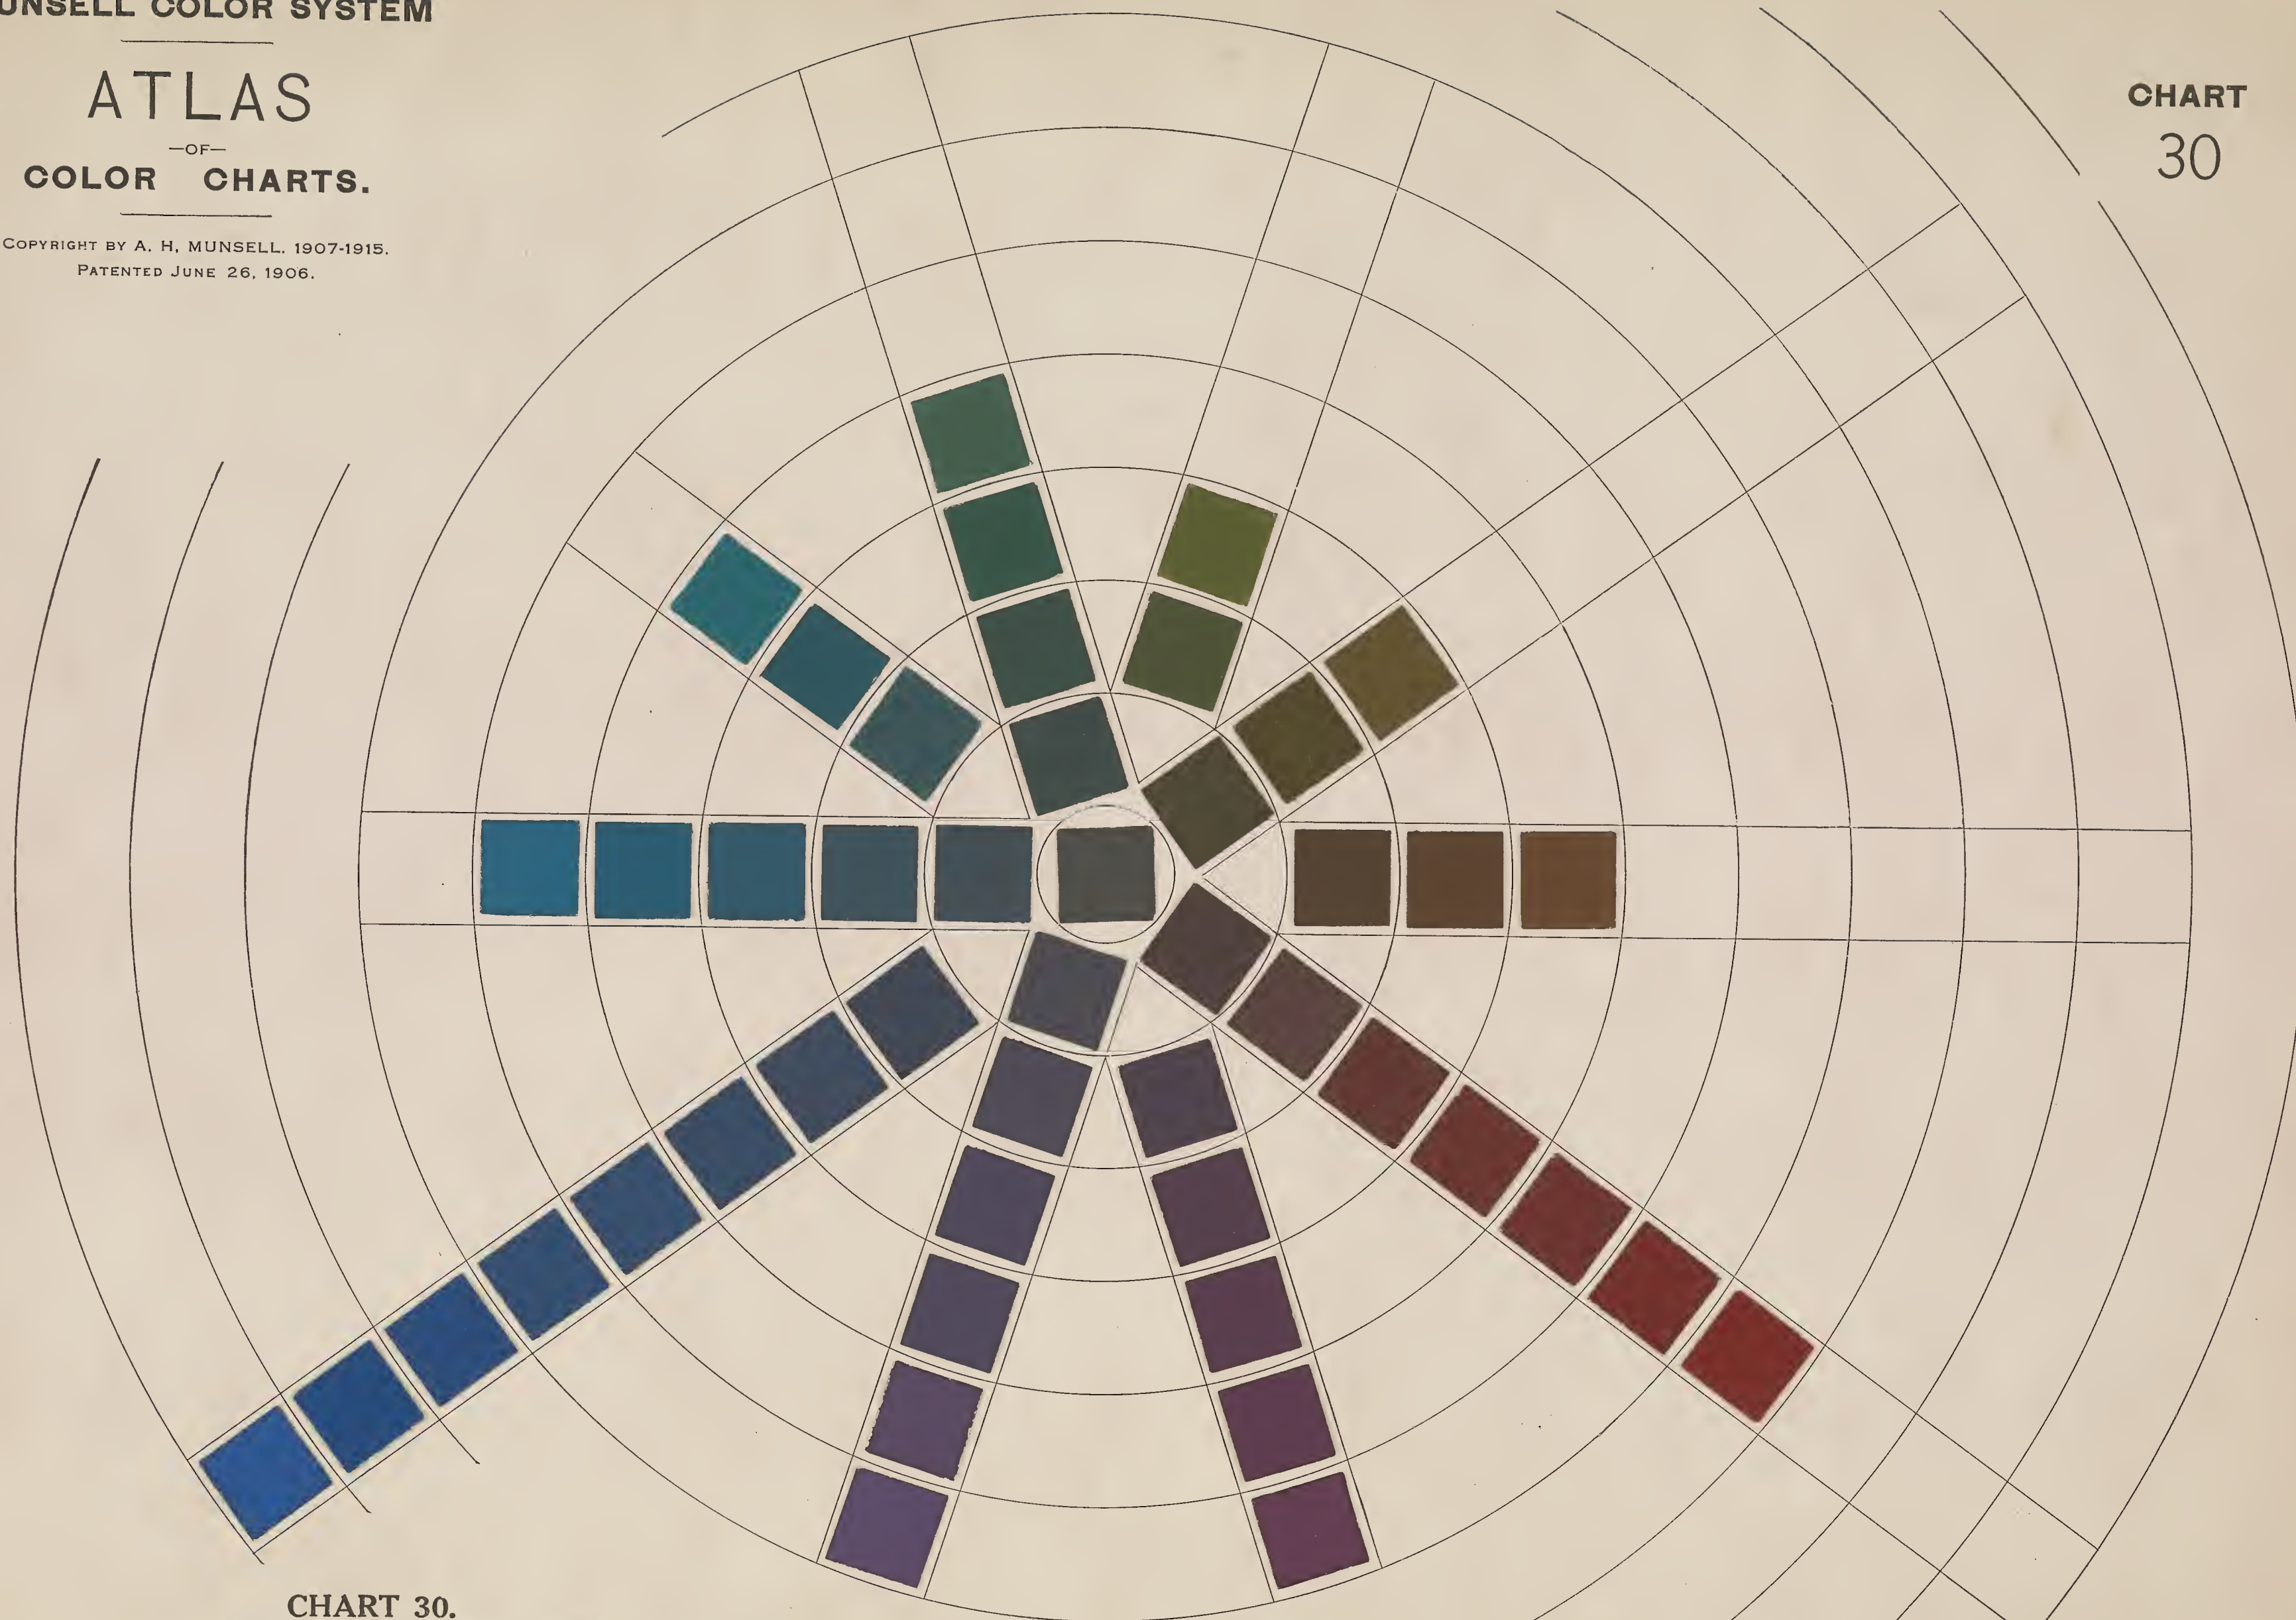 UNSELL COLOR SYSTEM
ATLAS
—OF—
COLOR CHARTS.
COPYRIGHT BY A. H, MUNSELL. 1907-1915.
PATENTED JUNE 26, 1906.
CHART
30
CHART 30.